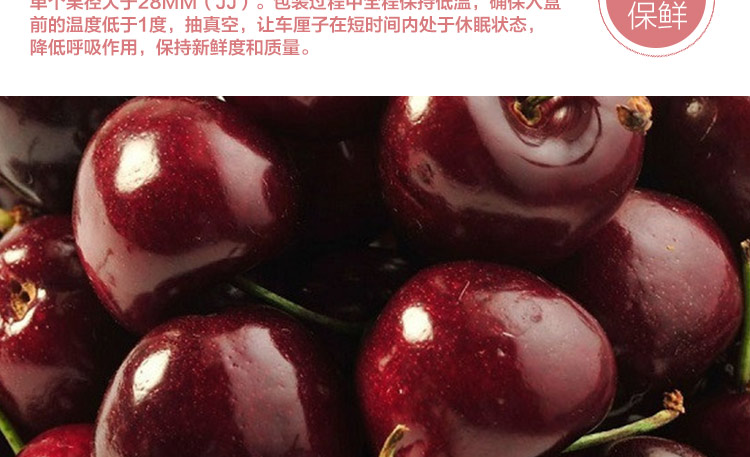 单个果径大于28MM（JJ）。包装过程中全程保持低温，确保入盒
前的温度低于1度，抽真空，让车厘子在短时间内处于休眠状态，
降低呼吸作用，保持新鲜度和质量。
保鲜